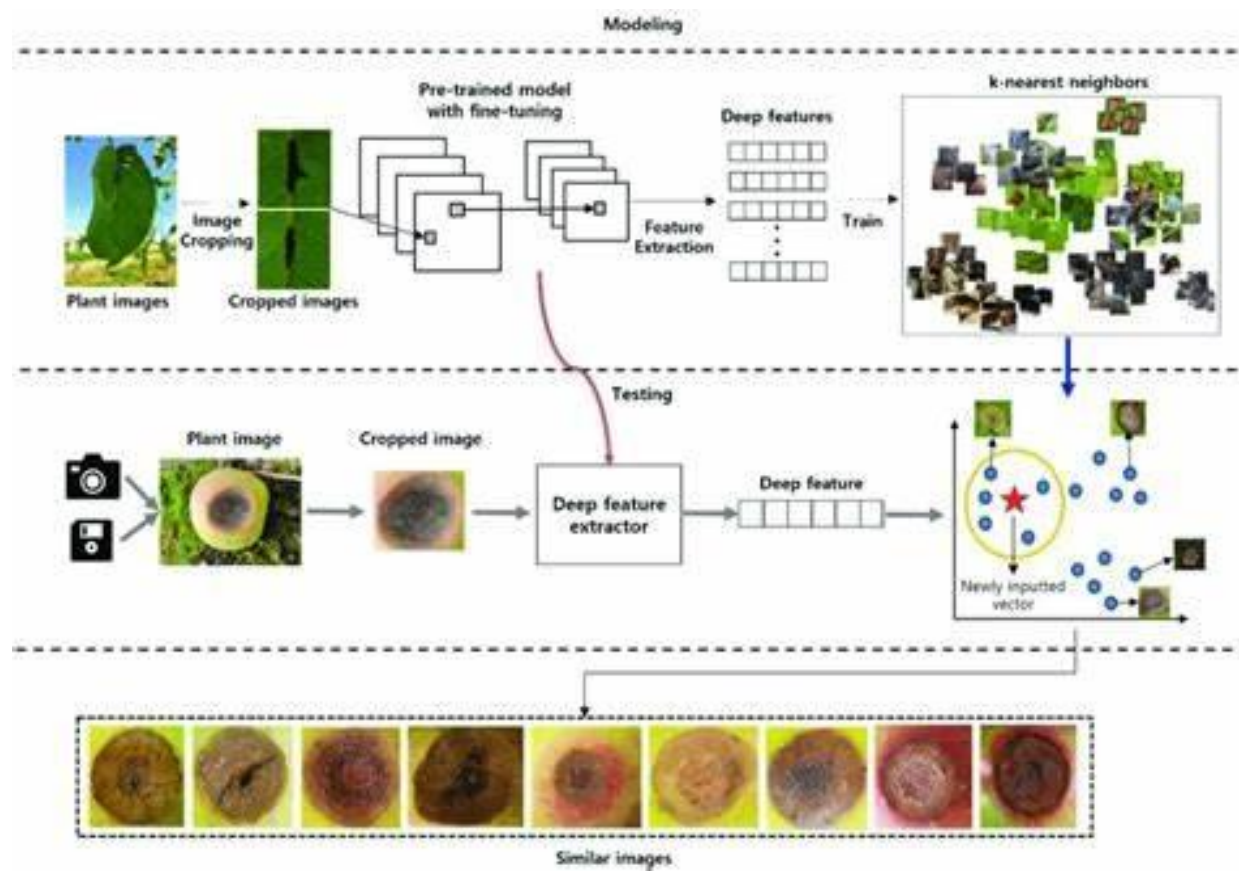 Modeling
Pre-trained model
with fine-tuning
k-nearest neighbors
Deep features
Image
Cropping
Feature
Extraction
Train
Plant images
Cropped images
Testing
Plant image
Cropped image
Deep feature
extractor
Deep feature
Newly inputted
vector
Similar images